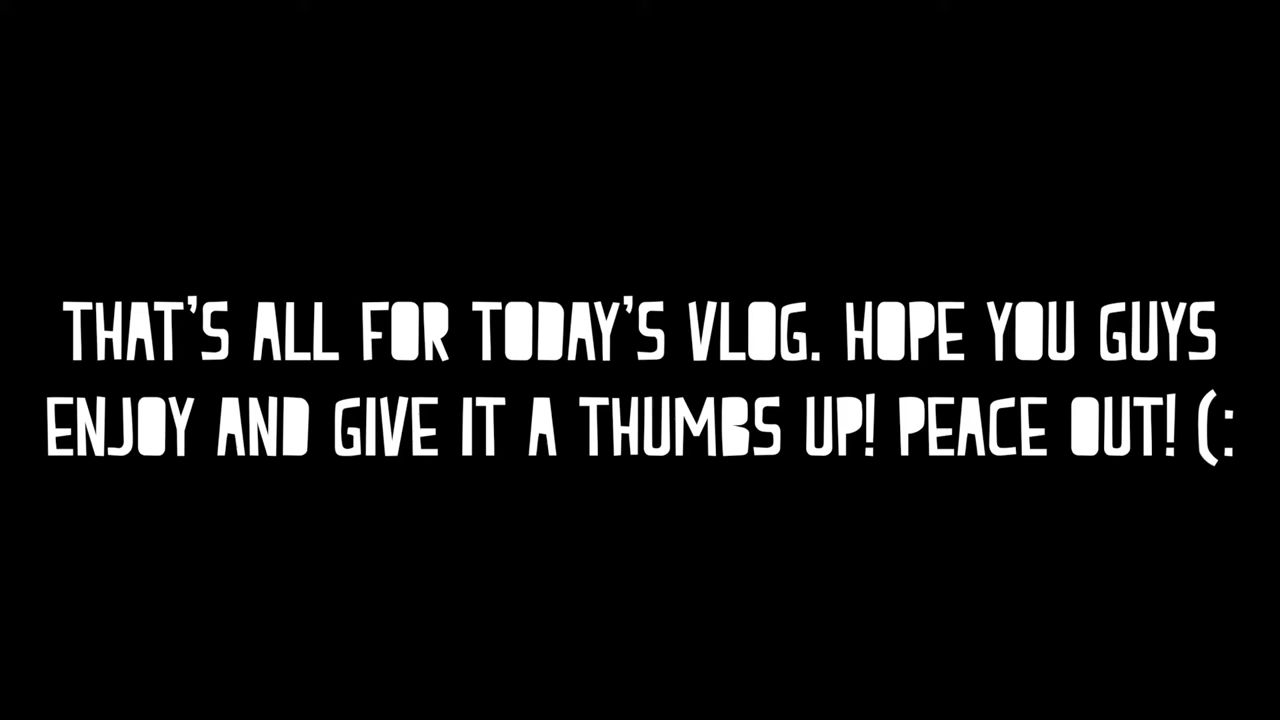 THAT'S ALL FOR TODAY'S VLOG. HOPE YOU GUYS
ENJOY AND GIVE IT A THUMBS UP! PEACE OUT! (: